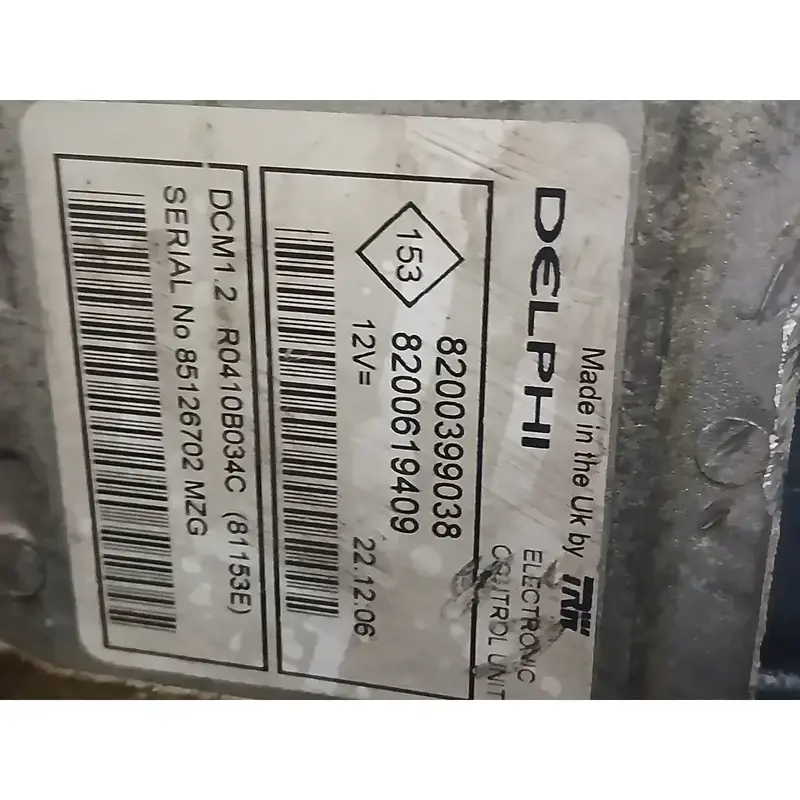 Made in the Uk by TRW
DELPHI
ELECTRONIC
CONTROL UNIT
8200399038
153
8200619409
12V=
22.12.06
DCM1.2 R0410B034C (81153E)
SERIAL No 85126702 MZG